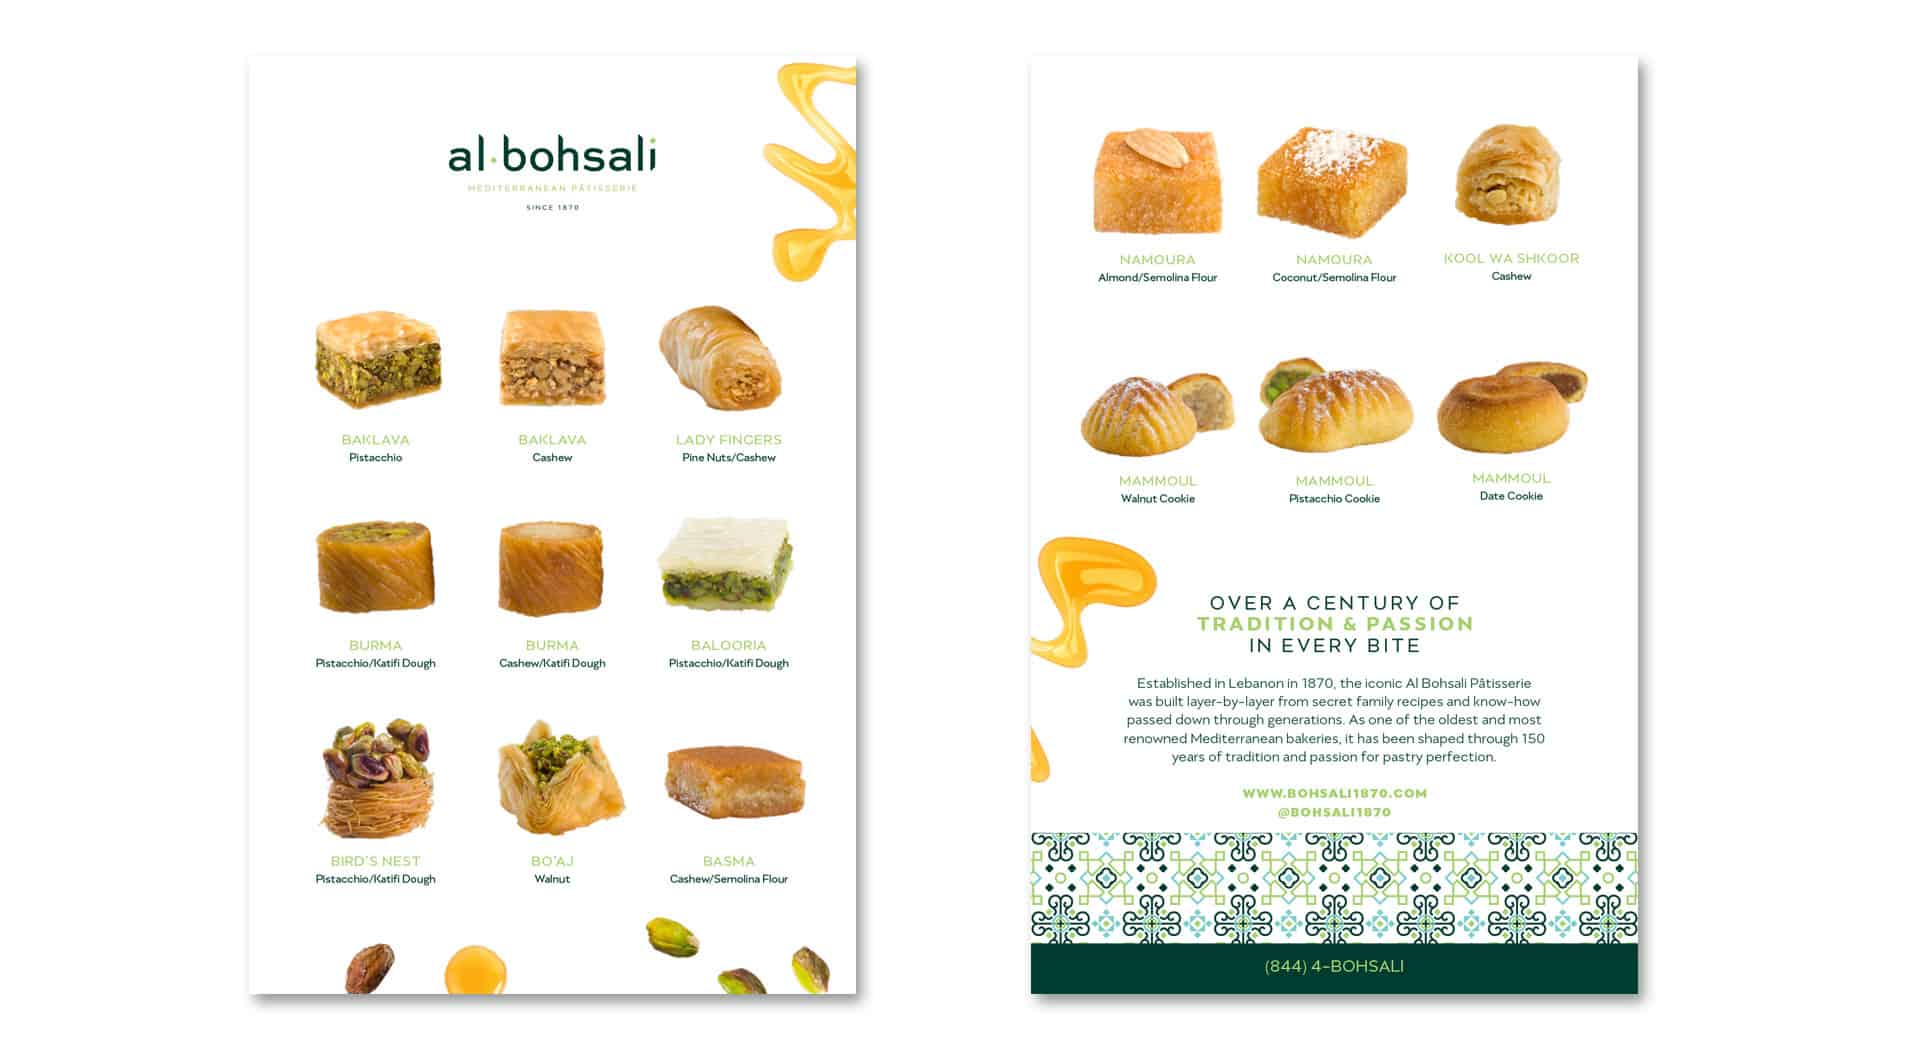 al·bohsali
MEDITERRANEAN PÂTISSERIE
SINCE 1870
BAKLAVA
Pistacchio
BAKLAVA
Cashew
LADY FINGERS
Pine Nuts/Cashew
BURMA
Pistacchio/Katifi Dough
BURMA
Cashew/Katifi Dough
BALOORIA
Pistacchio/Katifi Dough
BIRD'S NEST
Pistacchio/Katifi Dough
BO'AJ
Walnut
BASMA
Cashew/Semolina Flour
NAMOURA
Almond/Semolina Flour
NAMOURA
Coconut/Semolina Flour
KOOL WA SHKOOR
Cashew
MAMMOUL
Walnut Cookie
MAMMOUL
Pistacchio Cookie
MAMMOUL
Date Cookie
OVER A CENTURY OF
TRADITION & PASSION
IN EVERY BITE
Established in Lebanon in 1870, the iconic Al Bohsali Pâtisserie
was built layer-by-layer from secret family recipes and know-how
passed down through generations. As one of the oldest and most
renowned Mediterranean bakeries, it has been shaped through 150
years of tradition and passion for pastry perfection.
WWW.BOHSALI1870.COM
@BOHSALI1870
(844) 4-BOHSALI